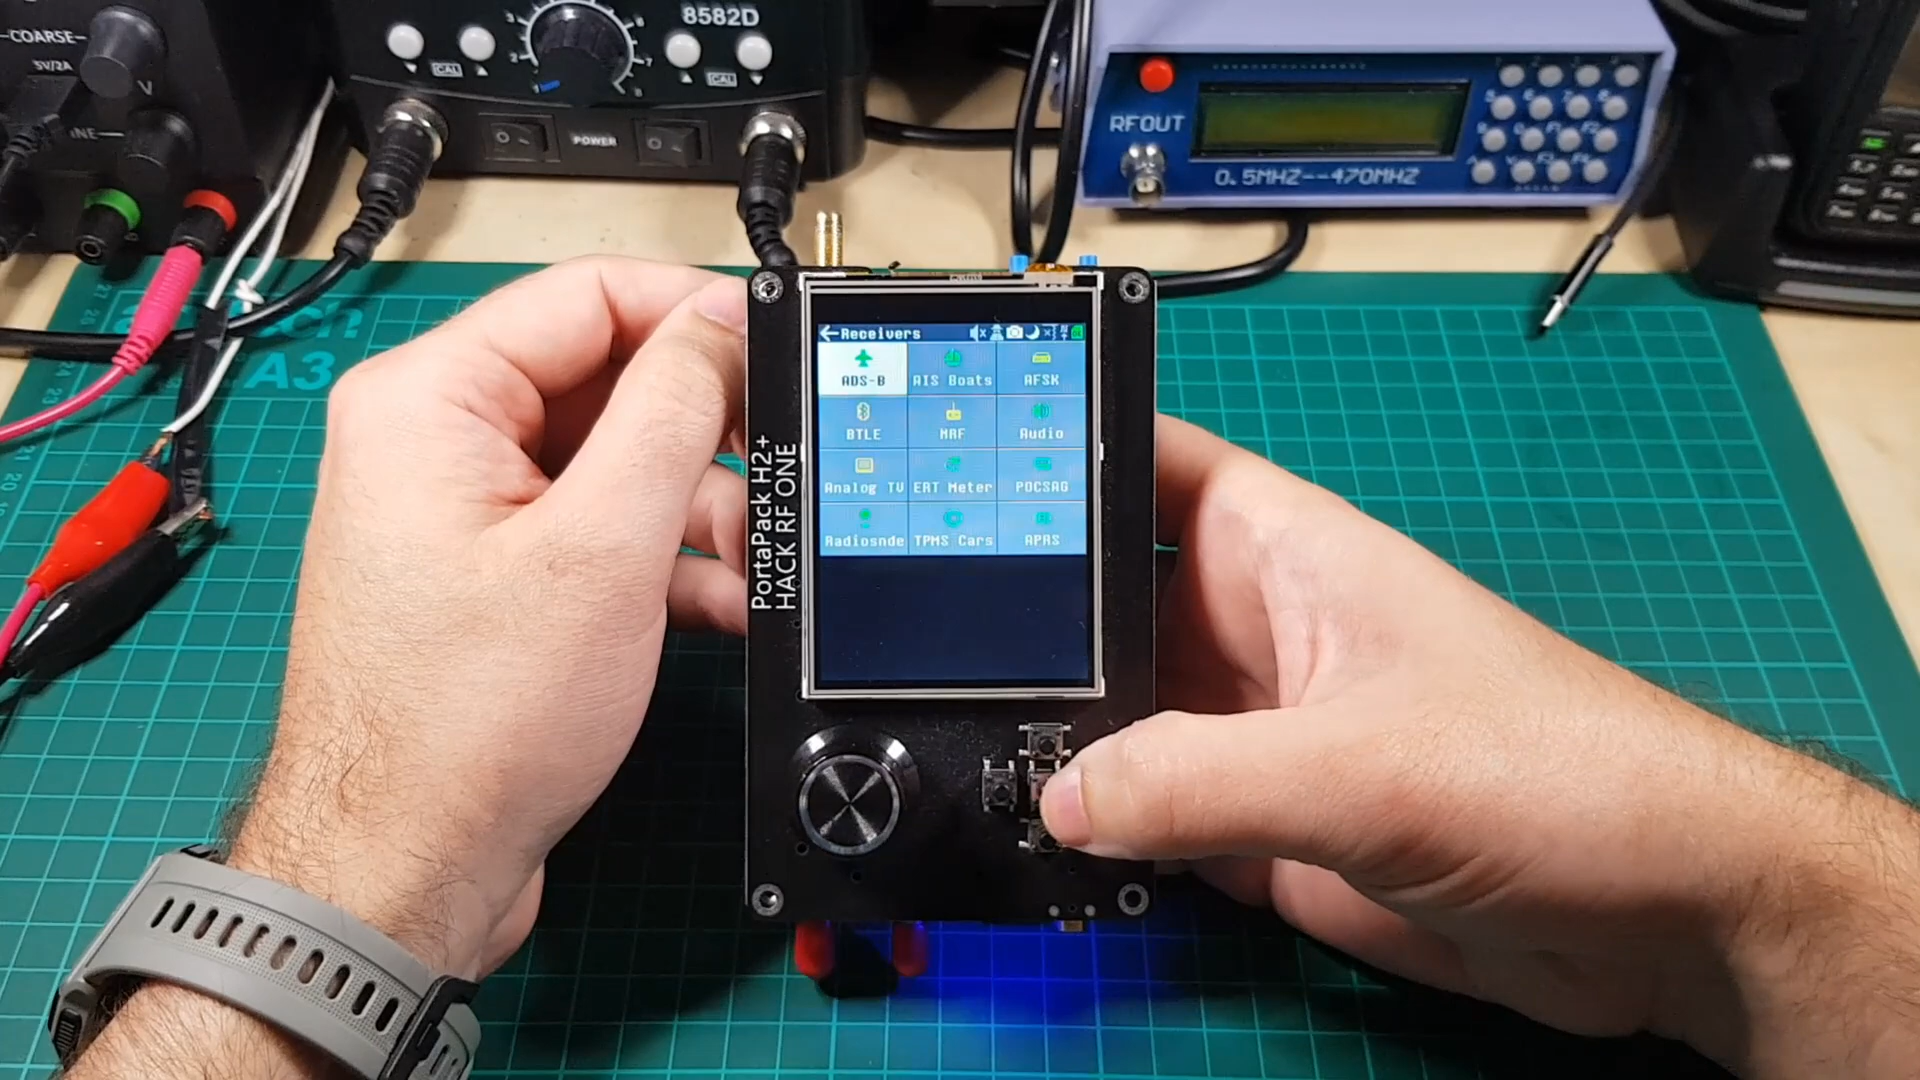 COARSE
5V/2A
V
8582D
CAL
CAL
POWER
RFOUT
0.5MHZ--470MHZ
A3
PortaPack H2+
HACK RF ONE
Receivers
ADS-B
AIS Boats
AFSK
BTLE
NRF
Audio
Analog TV
ERT Meter
POCSAG
Radiosnde
TPMS Cars
APRS